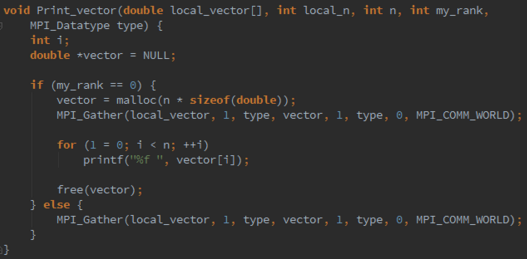 void Print_vector(double local_vector[], int local_n, int n, int my_rank,
MPI_Datatype type) {
int i;
double *vector = NULL;
if (my_rank == 0) {
vector = malloc(n * sizeof(double));
MPI_Gather(local_vector, 1, type, vector, 1, type, 0, MPI_COMM_WORLD);
for (1 = 0; i < n; ++i)
printf("%f ", vector[i]);
free(vector);
} else {
MPI_Gather(local_vector, 1, type, vector, 1, type, 0, MPI_COMM_WORLD);
}
}